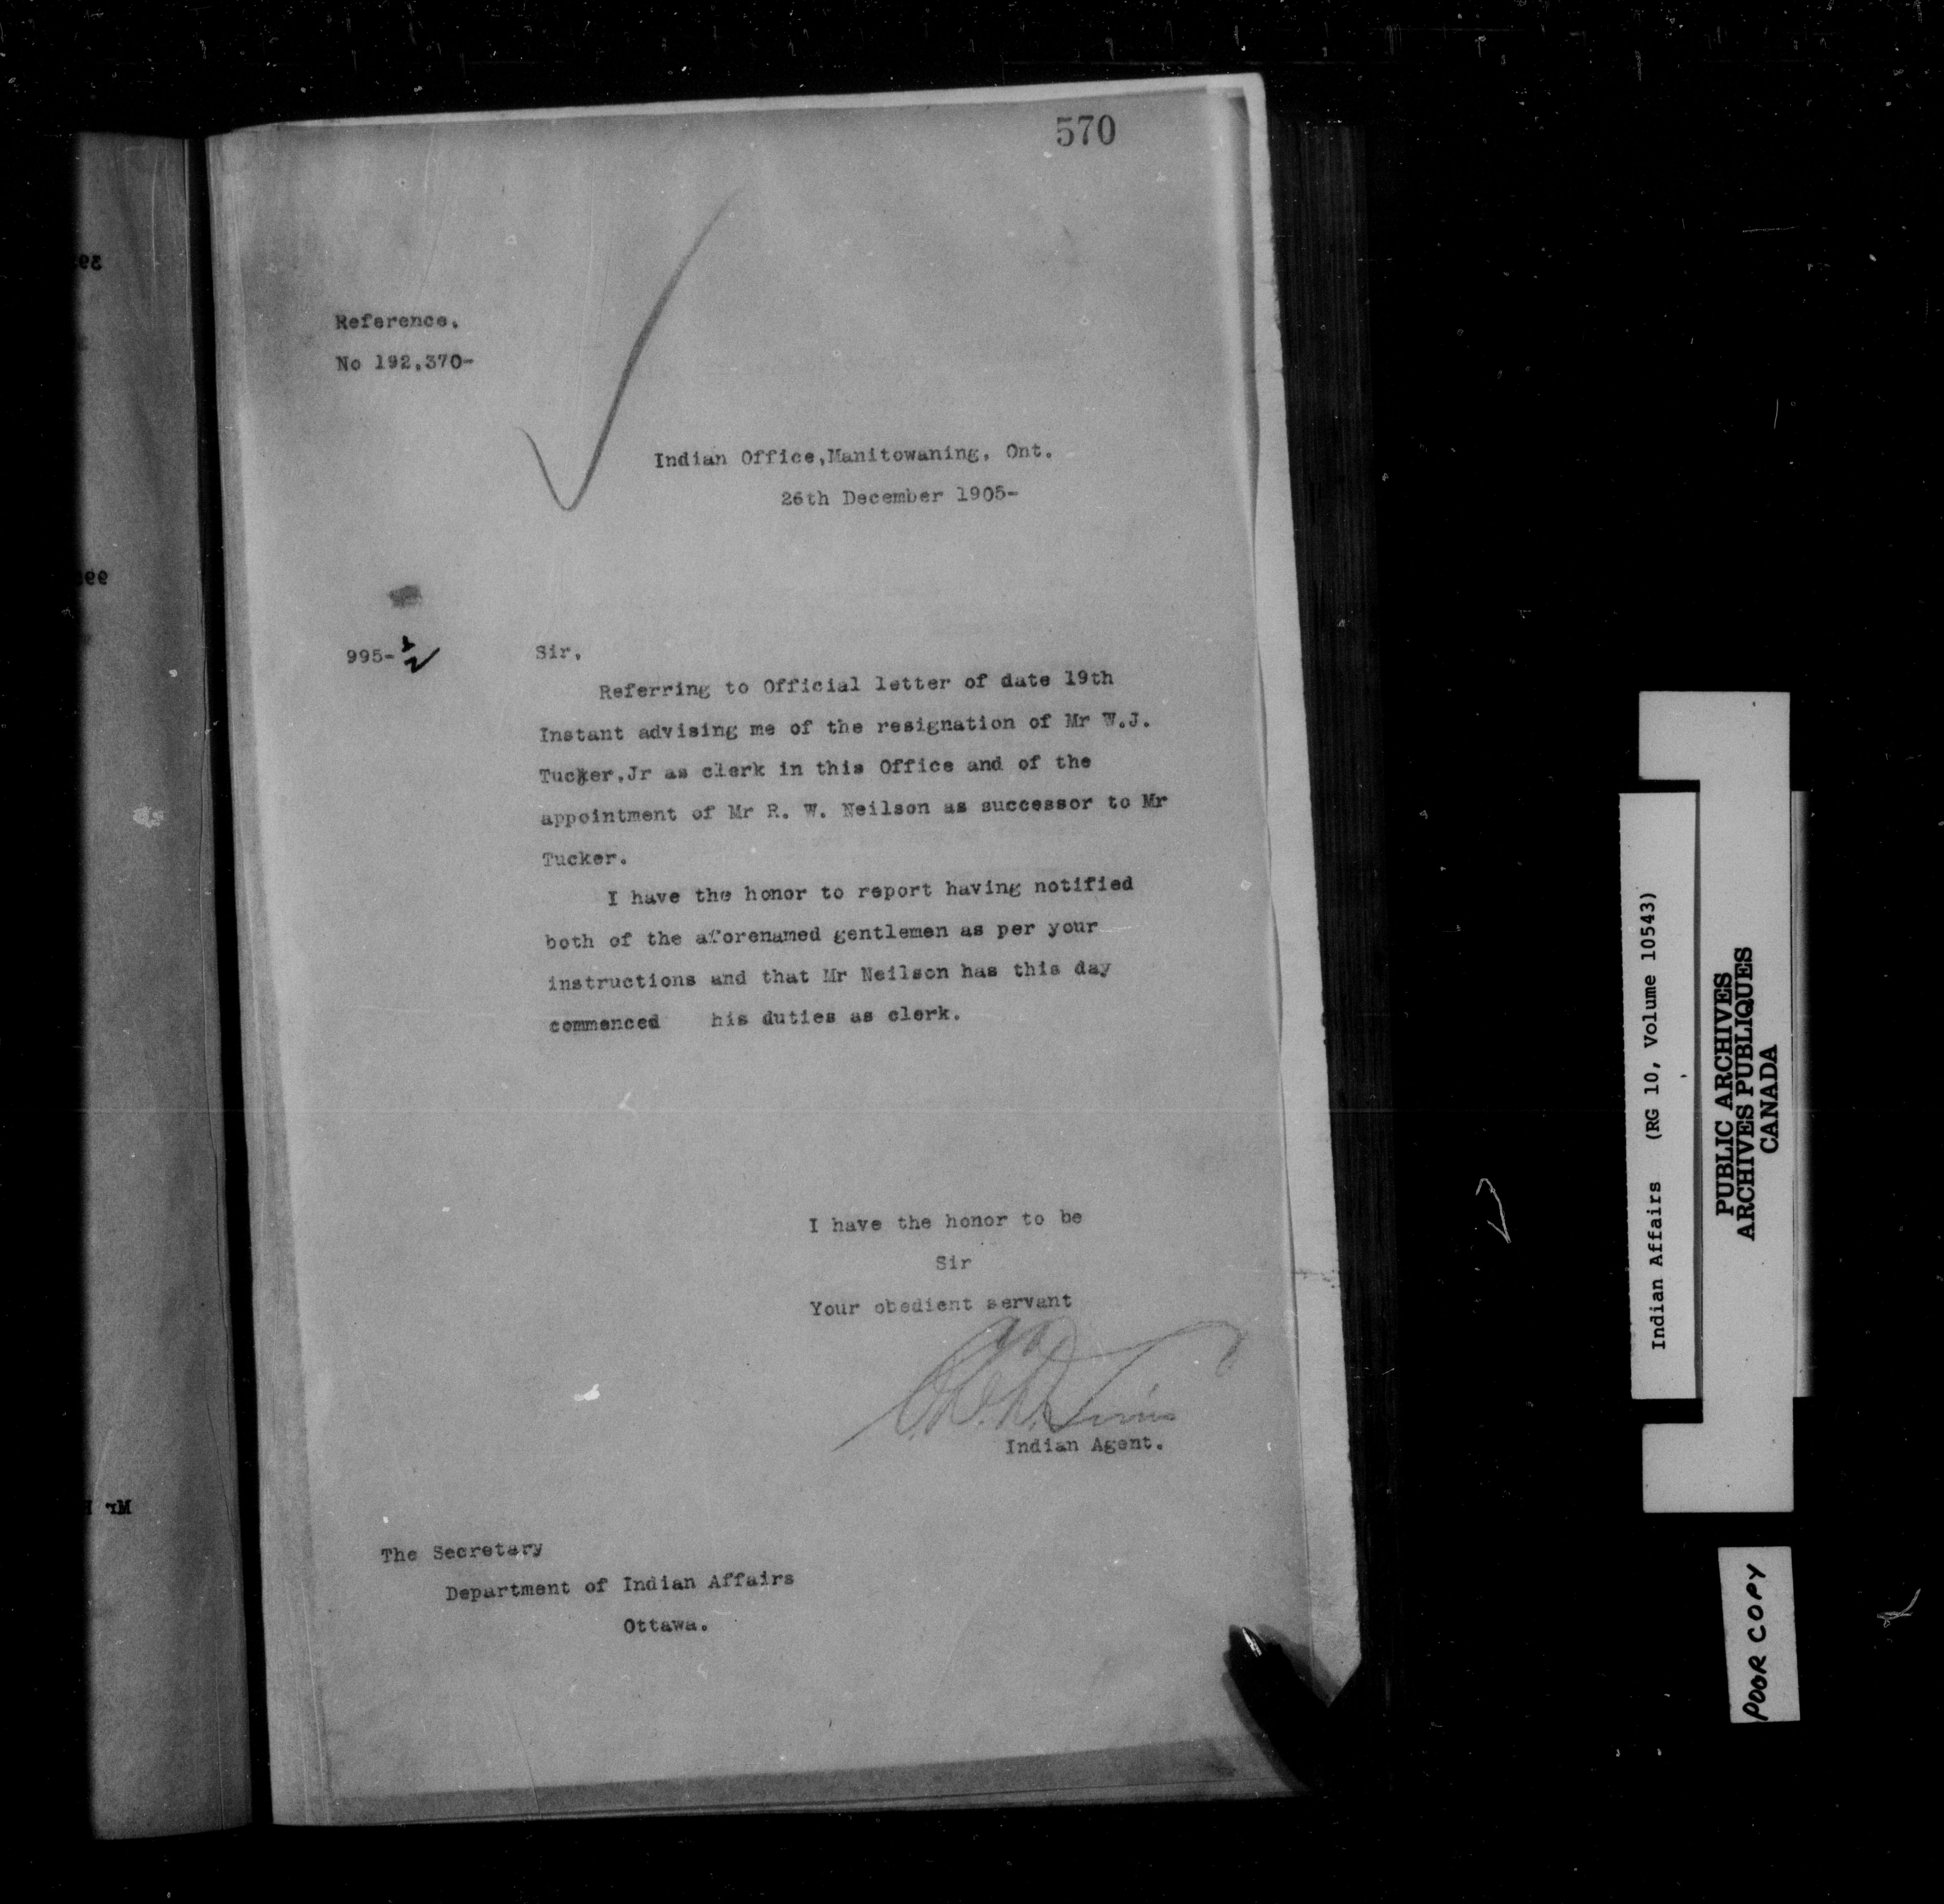 570
Reference.
No 192,370-
Indian Office,Manitowaning, Ont.
26th December 1905-
995-½
Sir,
Referring to Official letter of date 19th
Instant advising me of the resignation of Mr W.J.
Tucker,Jr as clerk in this Office and of the
appointment of Mr R. W. Neilson as successor to Mr
Tucker.
I have the honor to report having notified
both of the aforenamed gentlemen as per your
instructions and that Mr Neilson has this day
commenced his duties as clerk.
I have the honor to be
Sir
Your obedient servant
Indian Agent.
The Secretary
Department of Indian Affairs
Ottawa.
Indian Affairs (RG 10, Volume 10543)
PUBLIC ARCHIVES
ARCHIVES PUBLIQUES
CANADA
POOR COPY